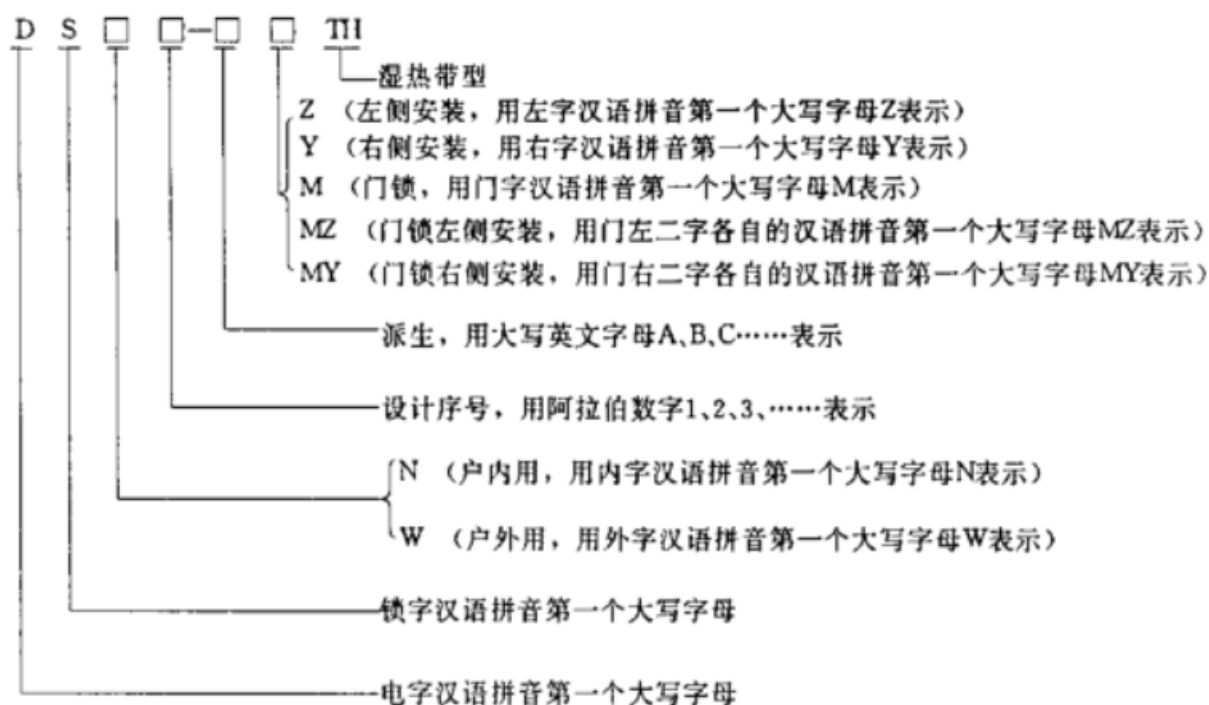 D S □ □-□ □ TH
湿热带型
Z (左侧安装，用左字汉语拼音第一个大写字母Z表示)
Y (右侧安装，用右字汉语拼音第一个大写字母Y表示)
M (门锁，用门字汉语拼音第一个大写字母M表示)
MZ (门锁左侧安装，用门左二字各自的汉语拼音第一个大写字母MZ表示)
MY (门锁右侧安装，用门右二字各自的汉语拼音第一个大写字母MY表示)
派生，用大写英文字母A、B、C……表示
设计序号，用阿拉伯数字1、2、3、……表示
N (户内用，用内字汉语拼音第一个大写字母N表示)
W (户外用，用外字汉语拼音第一个大写字母W表示)
锁字汉语拼音第一个大写字母
电字汉语拼音第一个大写字母